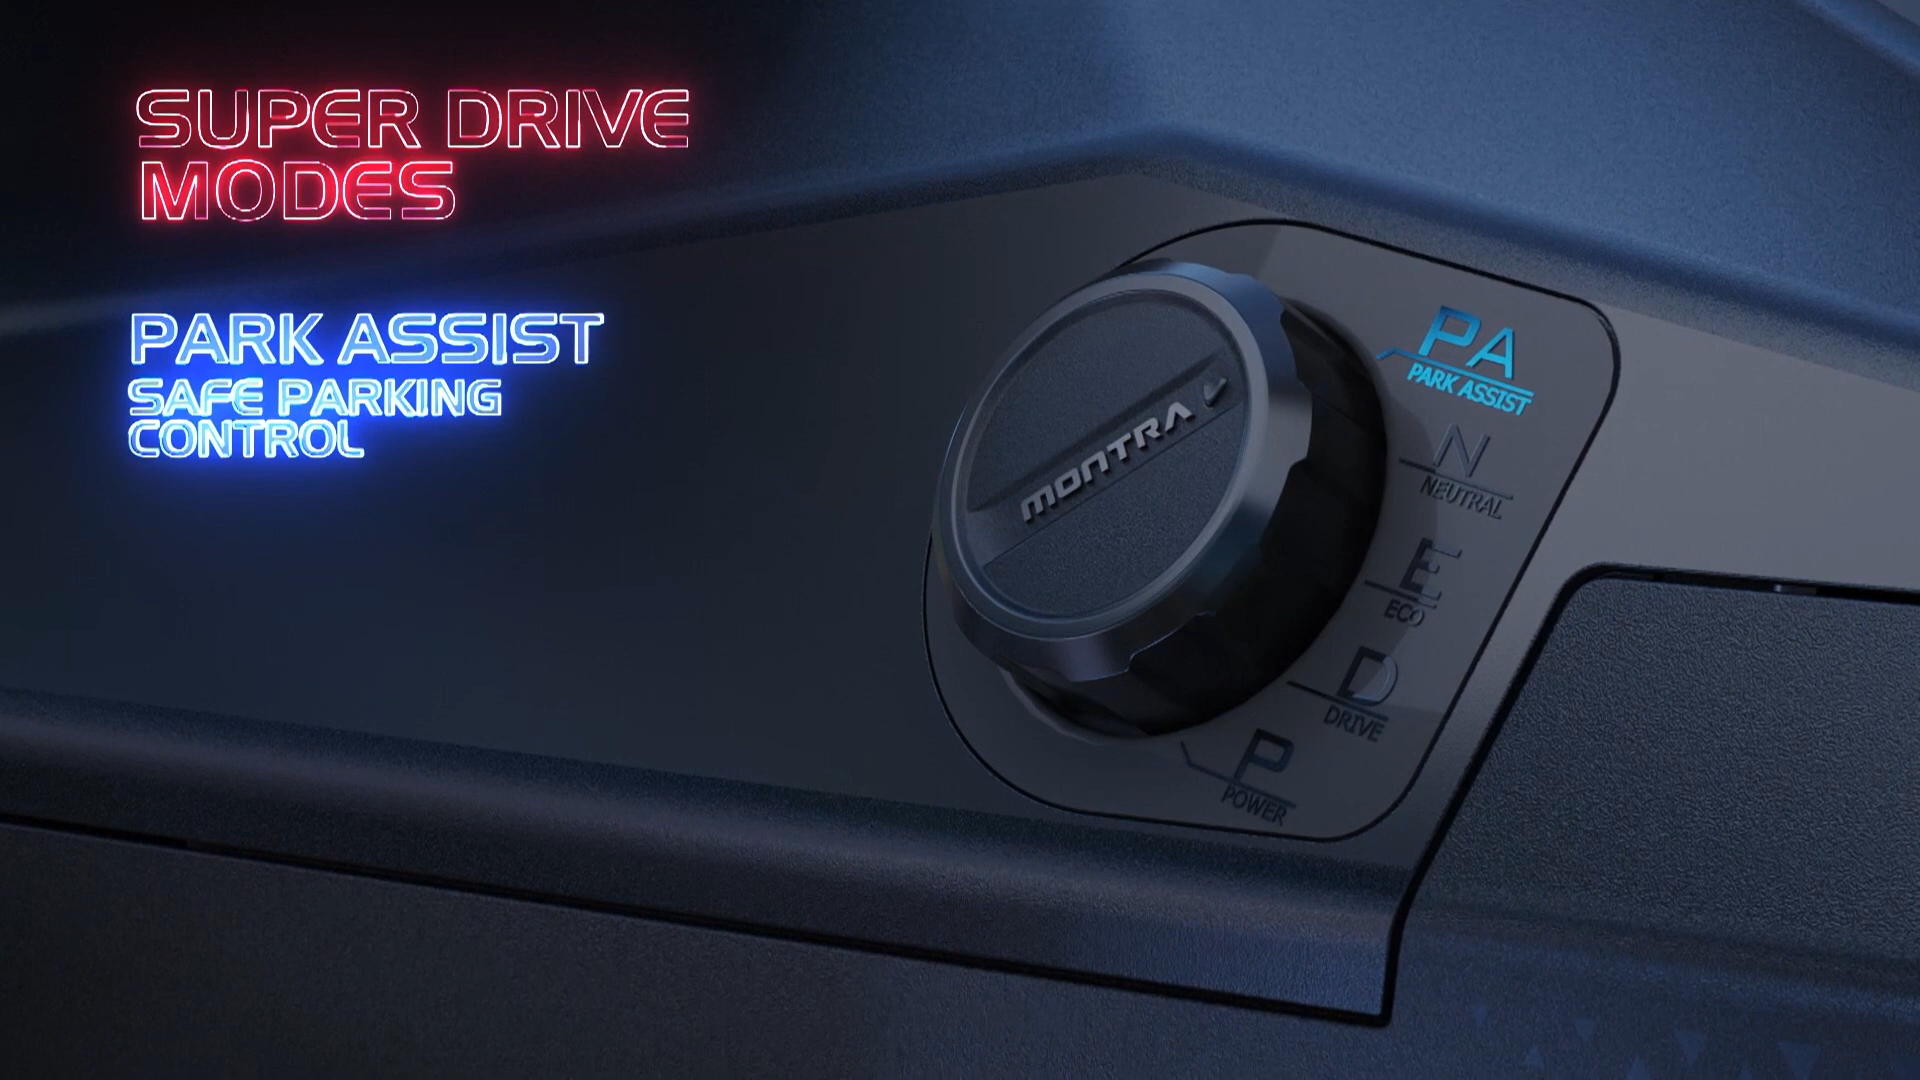 SUPER DRIVE
MODES
PARK ASSIST
SAFE PARKING
CONTROL
MONTRA
PA
PARK ASSIST
N
NEUTRAL
E
ECO
D
DRIVE
P
POWER